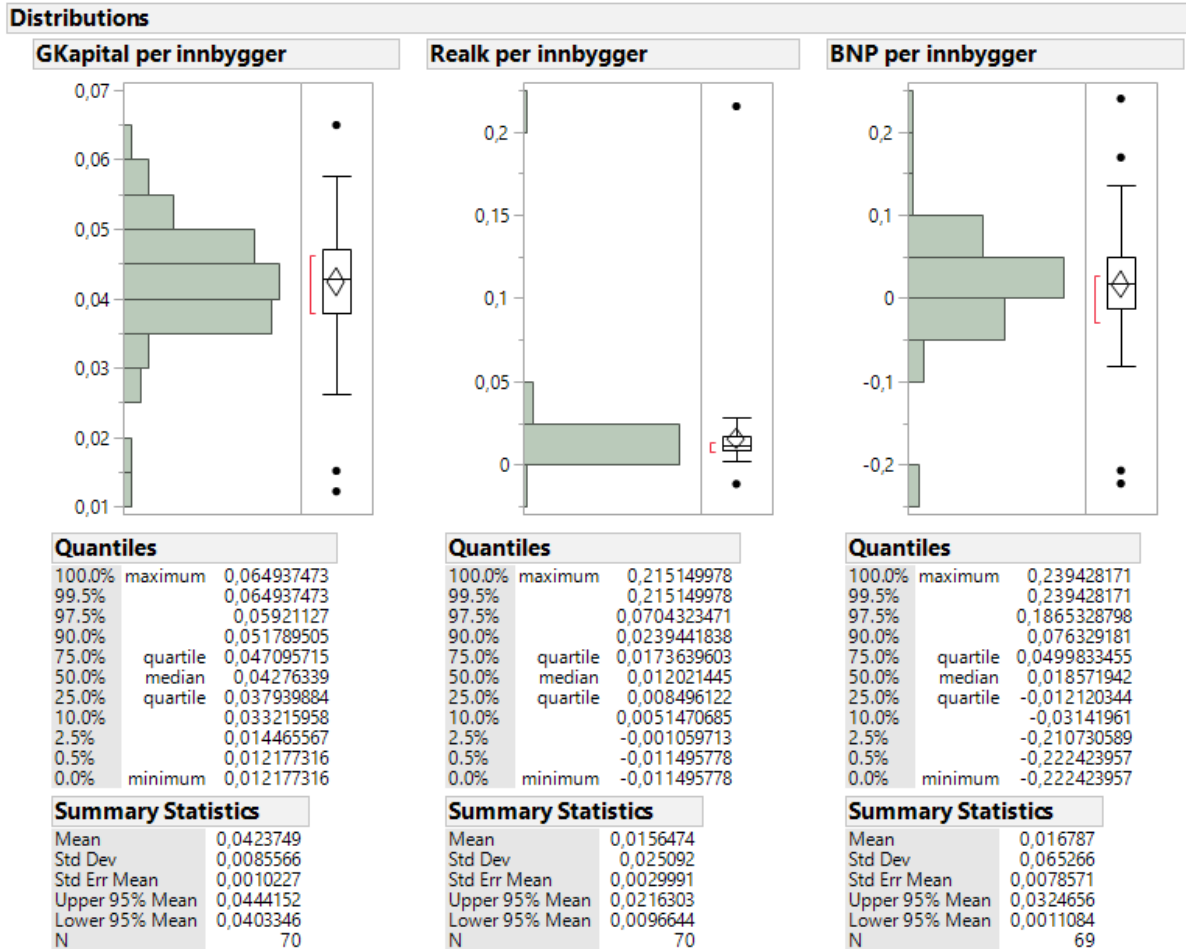 Distributions
GKapital per innbygger
0,07
0,06
0,05
0,04
0,03
0,02
0,01
Quantiles
100.0% maximum 0,064937473
99.5% 0,064937473
97.5% 0,05921127
90.0% 0,051789505
75.0% quartile 0,047095715
50.0% median 0,04276339
25.0% quartile 0,037939884
10.0% 0,033215958
2.5% 0,014465567
0.5% 0,012177316
0.0% minimum 0,012177316
Summary Statistics
Mean 0,0423749
Std Dev 0,0085566
Std Err Mean 0,0010227
Upper 95% Mean 0,0444152
Lower 95% Mean 0,0403346
N 70
Realk per innbygger
0,2
0,15
0,1
0,05
0
Quantiles
100.0% maximum 0,215149978
99.5% 0,215149978
97.5% 0,0704323471
90.0% 0,0239441838
75.0% quartile 0,0173639603
50.0% median 0,012021445
25.0% quartile 0,008496122
10.0% 0,0051470685
2.5% -0,001059713
0.5% -0,011495778
0.0% minimum -0,011495778
Summary Statistics
Mean 0,0156474
Std Dev 0,025092
Std Err Mean 0,0029991
Upper 95% Mean 0,0216303
Lower 95% Mean 0,0096644
N 70
BNP per innbygger
0,2
0,1
0
-0,1
-0,2
Quantiles
100.0% maximum 0,239428171
99.5% 0,239428171
97.5% 0,1865328798
90.0% 0,076329181
75.0% quartile 0,0499833455
50.0% median 0,018571942
25.0% quartile -0,012120344
10.0% -0,03141961
2.5% -0,210730589
0.5% -0,222423957
0.0% minimum -0,222423957
Summary Statistics
Mean 0,016787
Std Dev 0,065266
Std Err Mean 0,0078571
Upper 95% Mean 0,0324656
Lower 95% Mean 0,0011084
N 69